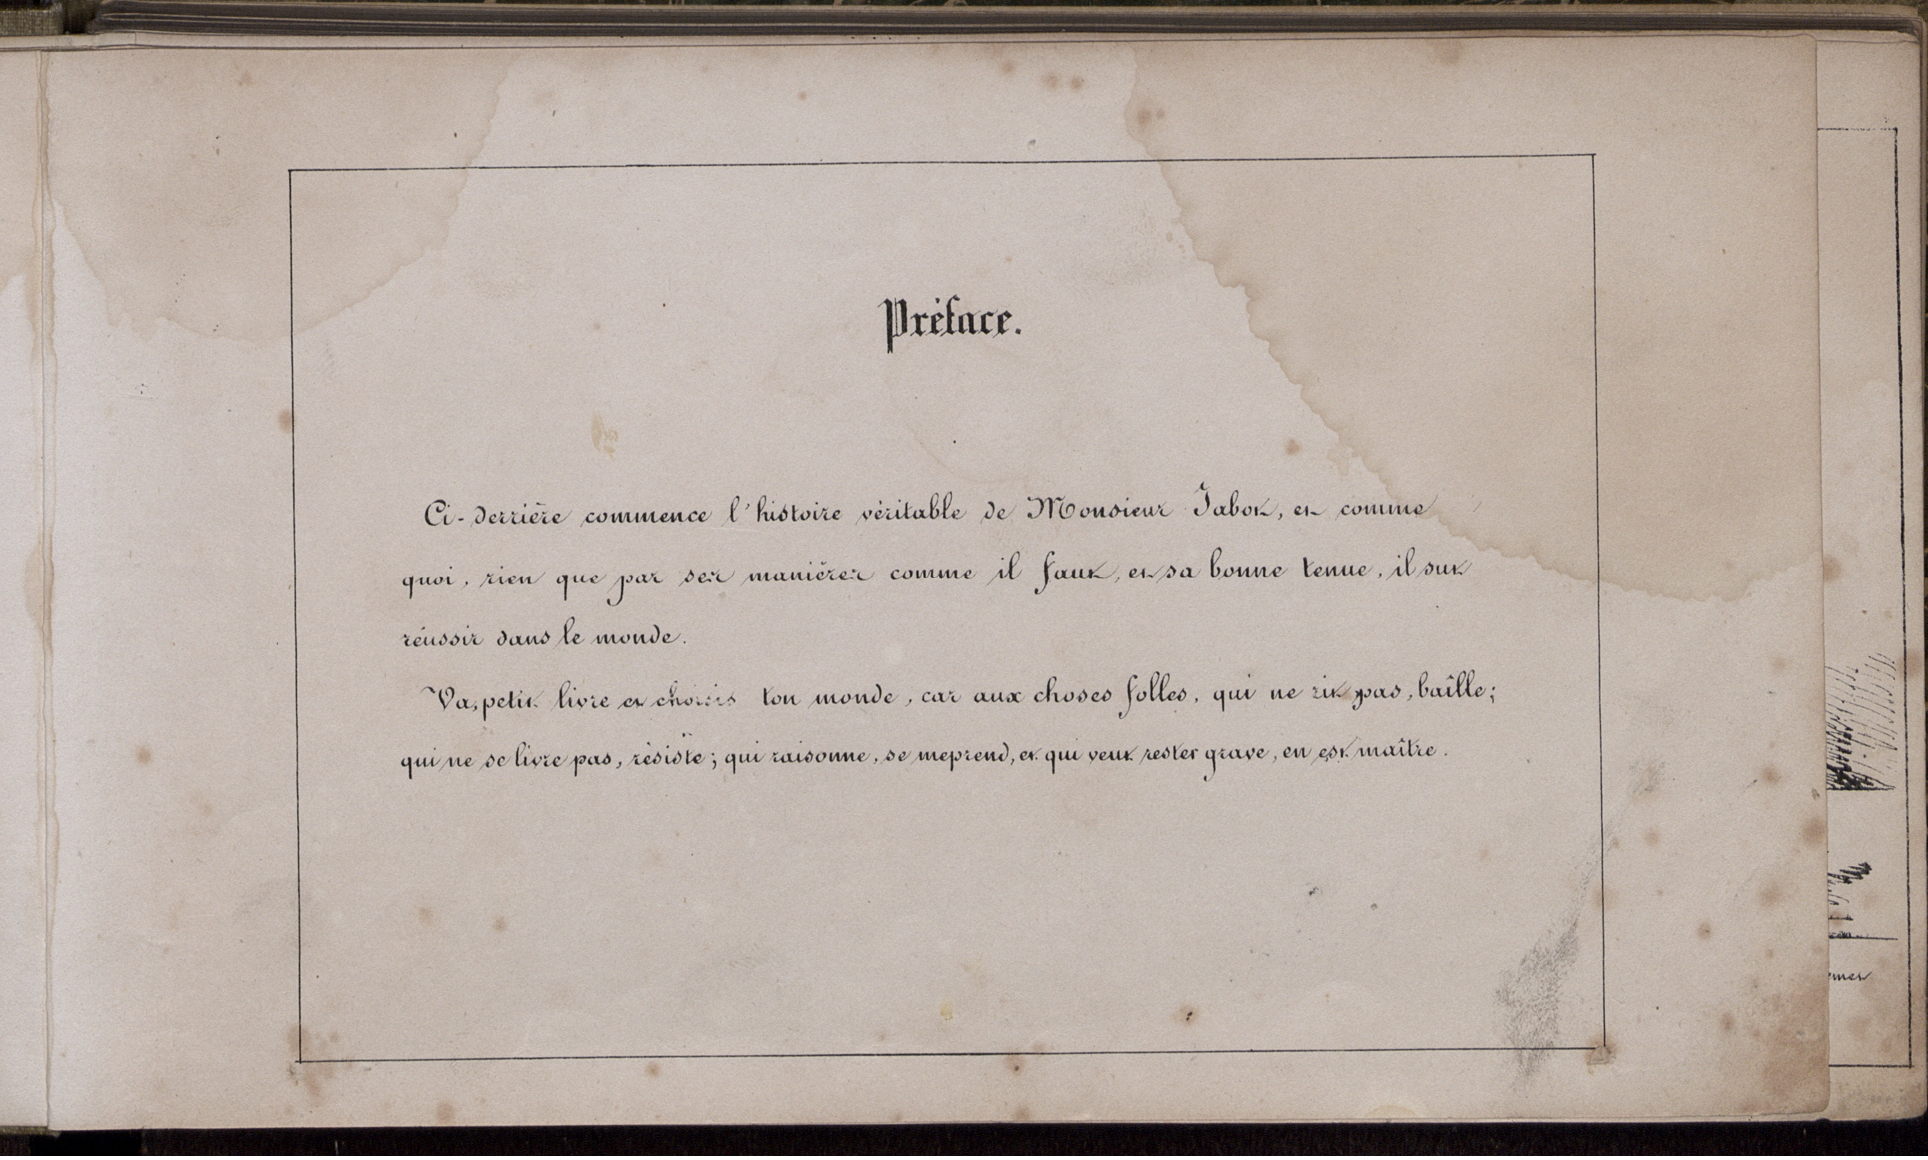 Préface.
Ci-derrière commence l'histoire véritable de Monsieur Jabot, et comme
quoi, rien que par ses manières comme il faut, et sa bonne tenue, il sut
réussir dans le monde.
Va, petit livre et choisis ton monde, car aux choses folles, qui ne rit pas, baîlle;
qui ne se livre pas, résiste; qui raisonne, se meprend, et qui veut rester grave, en est maître.